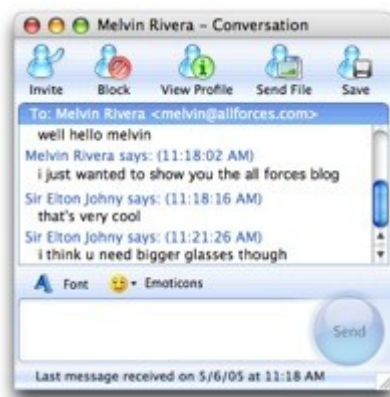 Melvin Rivera – Conversation
Invite Block View Profile Send File Save
To: Melvin Rivera <melvin@allforces.com>
well hello melvin
Melvin Rivera says: (11:18:02 AM)
i just wanted to show you the all forces blog
Sir Elton Johny says: (11:18:16 AM)
that's very cool
Sir Elton Johny says: (11:21:26 AM)
i think u need bigger glasses though
A Font Emoticons
Send
Last message received on 5/6/05 at 11:18 AM